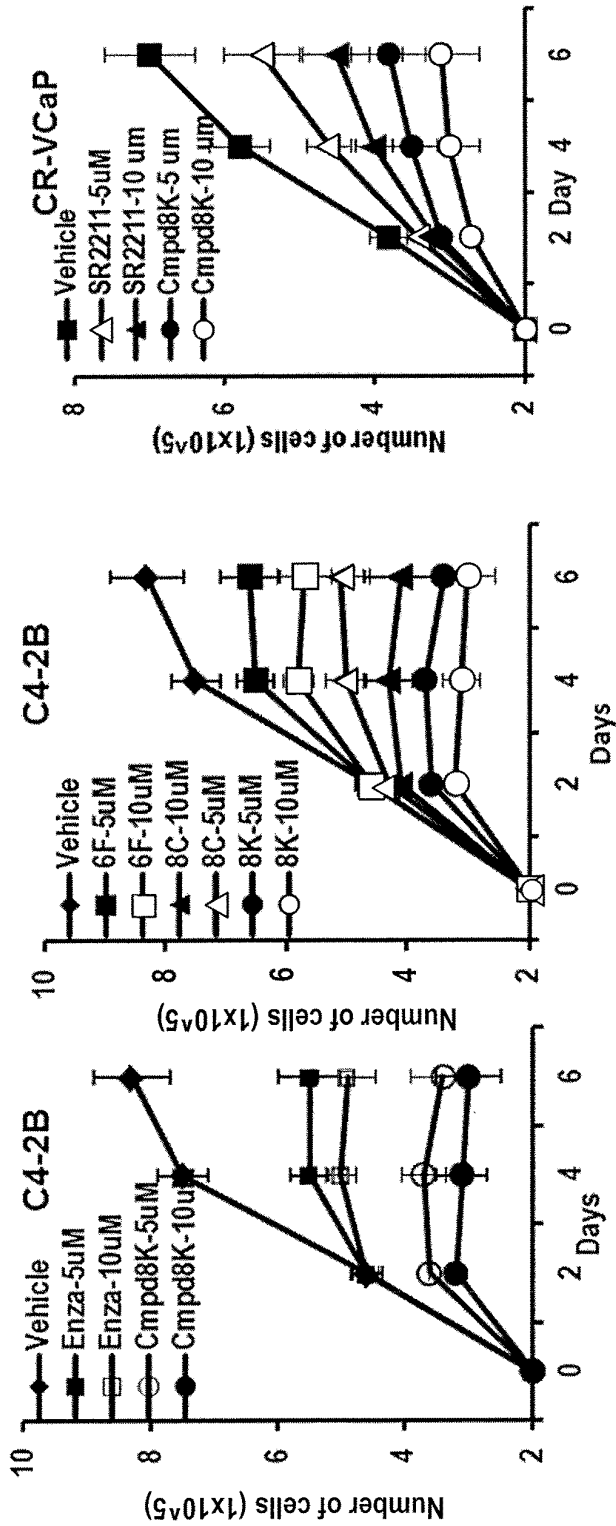 C4-2B
Vehicle
Enza-5uM
Enza-10uM
Cmpd8K-5uM
Cmpd8K-10u
Number of cells (1x10^5)
10
8
6
4
2
0
2
4
6
Days
C4-2B
Vehicle
6F-5uM
6F-10uM
8C-10uM
8C-5uM
8K-5uM
8K-10uM
Number of cells (1x10^5)
10
8
6
4
2
0
2
4
6
Days
CR-VCaP
Vehicle
SR2211-5uM
SR2211-10 um
Cmpd8K-5 um
Cmpd8K-10 um
Number of cells (1x10^5)
8
6
4
2
0
2 Day 4
6